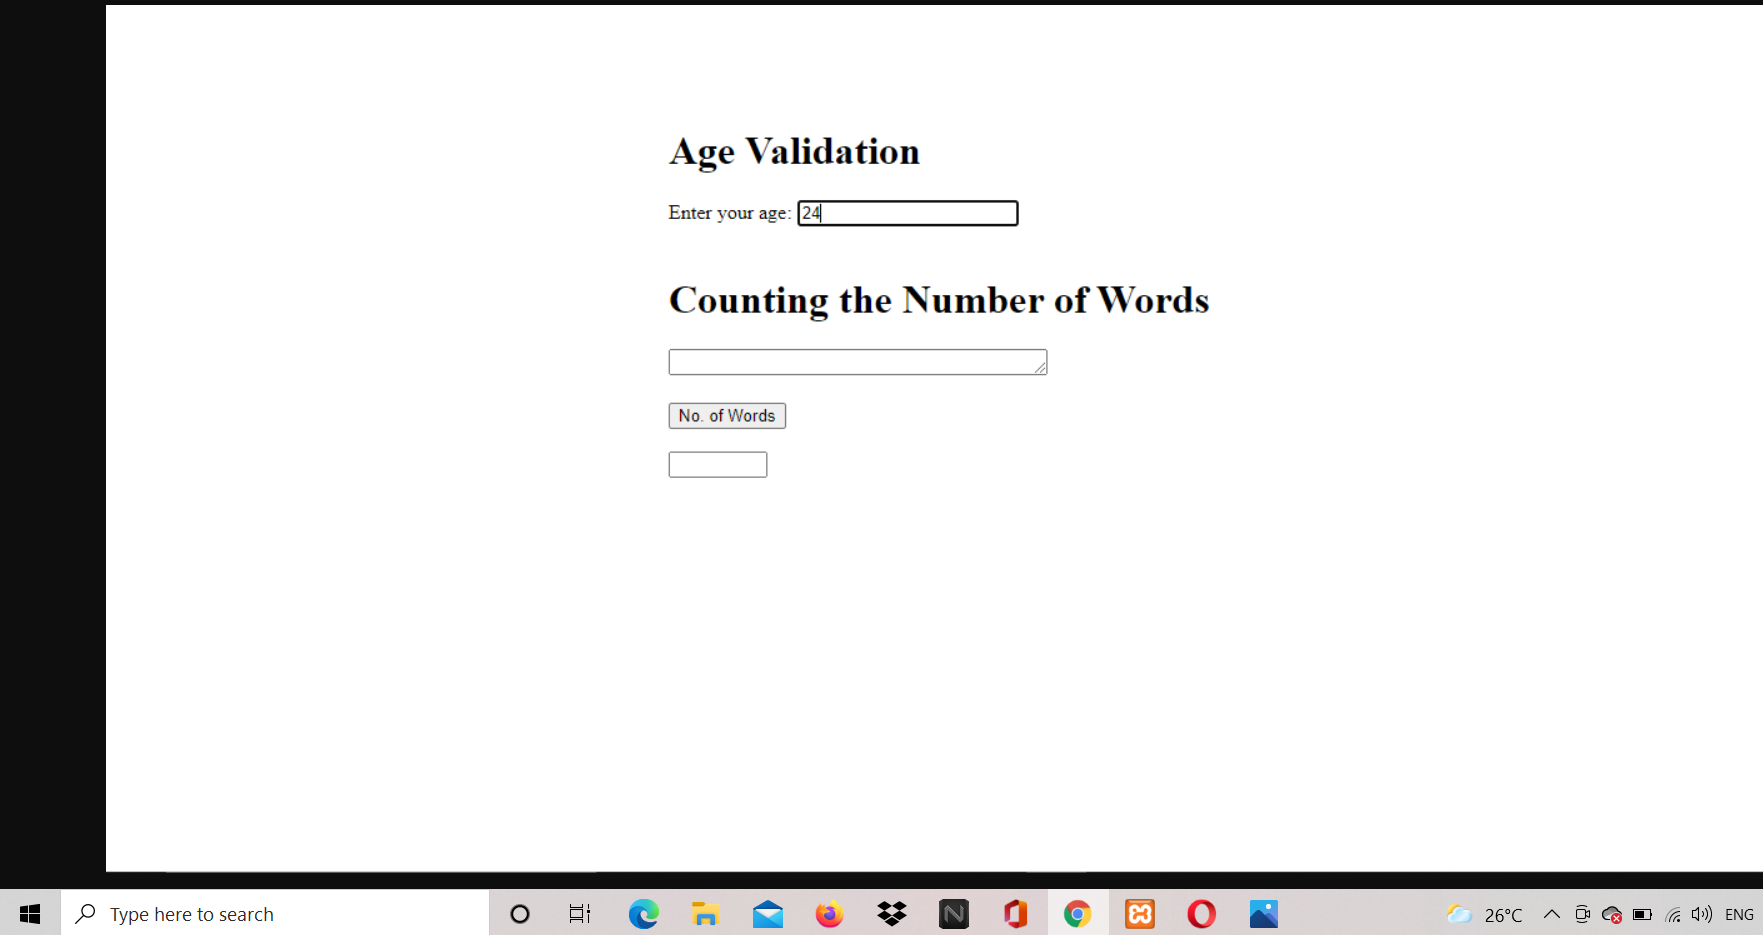 Age Validation
Enter your age: 24
Counting the Number of Words
No. of Words
Type here to search
26°C
ENG